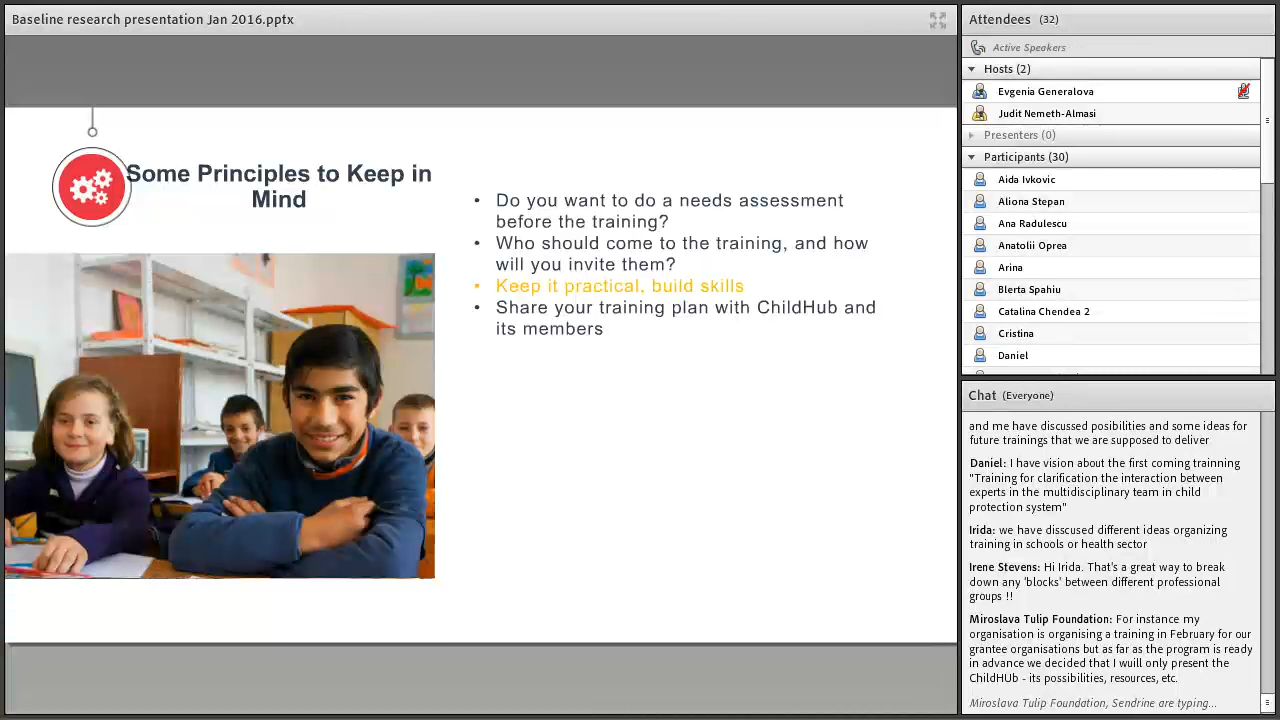 Baseline research presentation Jan 2016.pptx
Some Principles to Keep in
Mind
• Do you want to do a needs assessment
before the training?
• Who should come to the training, and how
will you invite them?
• Keep it practical, build skills
• Share your training plan with ChildHub and
its members
Attendees (32)
Active Speakers
Hosts (2)
Evgenia Generalova
Judit Nemeth-Almasi
Presenters (0)
Participants (30)
Aida Ivkovic
Aliona Stepan
Ana Radulescu
Anatolii Oprea
Arina
Blerta Spahiu
Catalina Chendea 2
Cristina
Daniel
Chat (Everyone)
and me have discussed posibilities and some ideas for
future trainings that we are supposed to deliver
Daniel: I have vision about the first coming trainning
"Training for clarification the interaction between
experts in the multidisciplinary team in child
protection system"
Irida: we have disscused different ideas organizing
training in schools or health sector
Irene Stevens: Hi Irida. That's a great way to break
down any 'blocks' between different professional
groups !!
Miroslava Tulip Foundation: For instance my
organisation is organising a training in February for our
grantee organisations but as far as the program is ready
in advance we decided that I wuill only present the
ChildHUb - its possibilities, resources, etc.
Miroslava Tulip Foundation, Sendrine are typing...